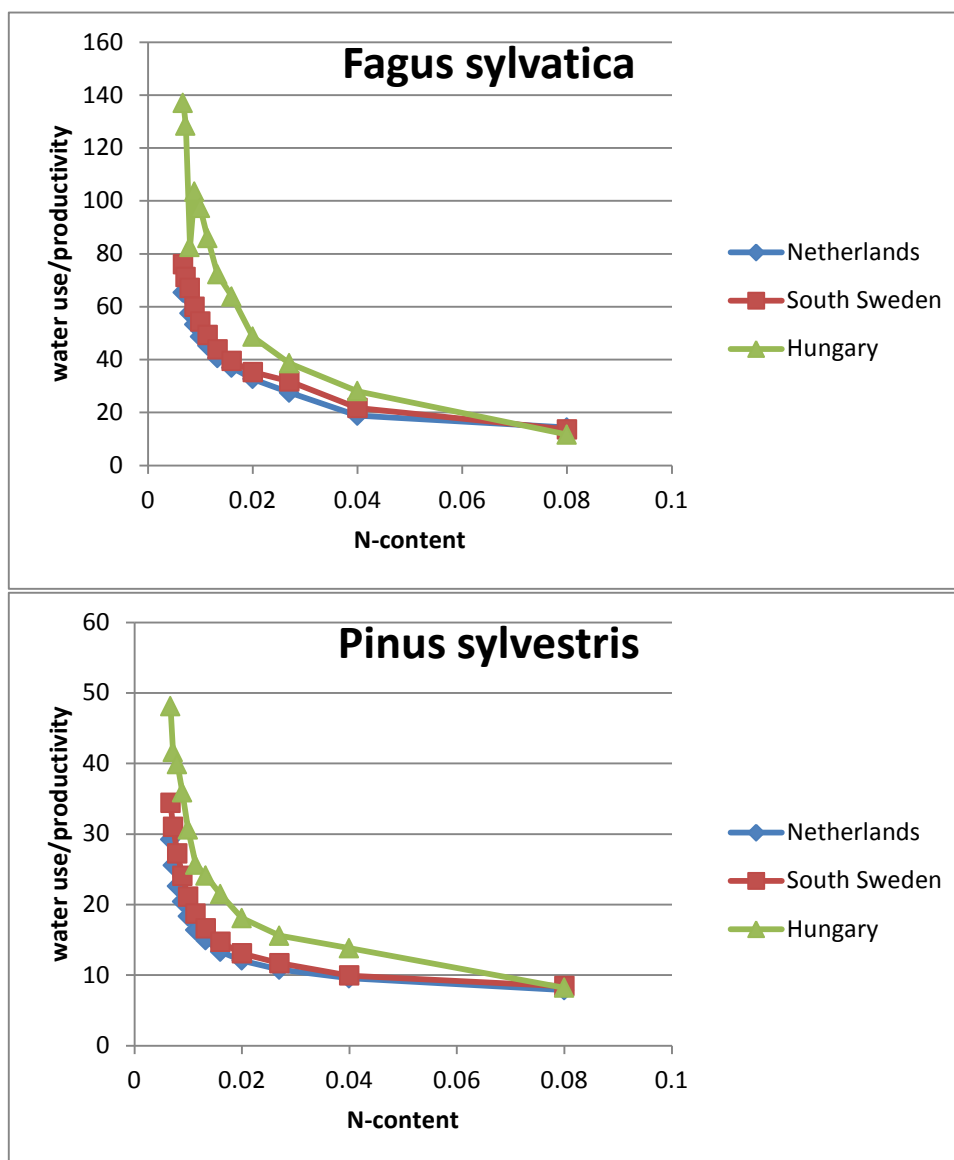 Fagus sylvatica
160
140
120
100
80
60
40
20
0
water use/productivity
0 0.02 0.04 0.06 0.08 0.1
N-content
Netherlands
South Sweden
Hungary
Pinus sylvestris
60
50
40
30
20
10
0
water use/productivity
0 0.02 0.04 0.06 0.08 0.1
N-content
Netherlands
South Sweden
Hungary